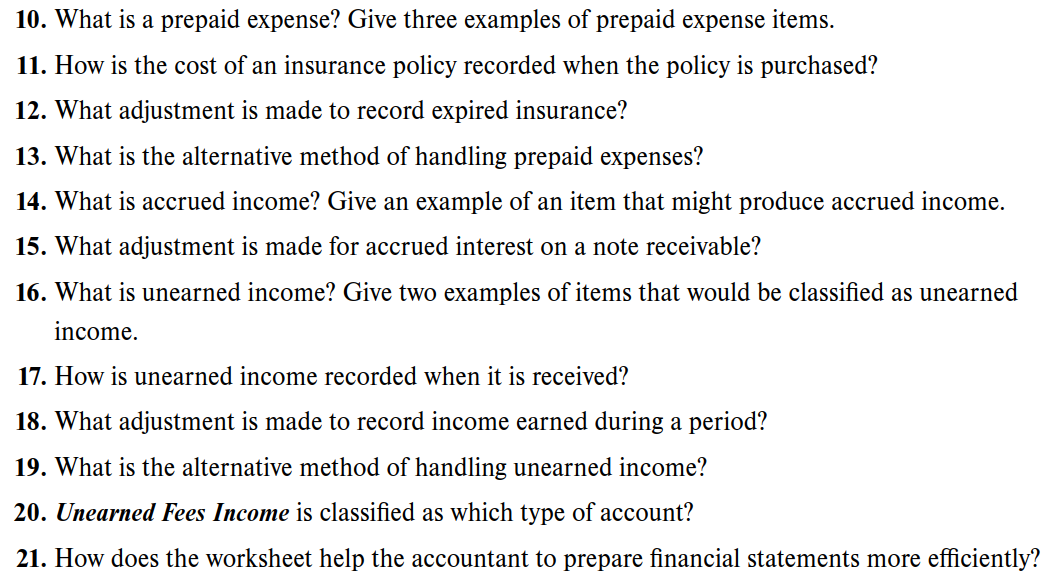 10. What is a prepaid expense? Give three examples of prepaid expense items.
11. How is the cost of an insurance policy recorded when the policy is purchased?
12. What adjustment is made to record expired insurance?
13. What is the alternative method of handling prepaid expenses?
14. What is accrued income? Give an example of an item that might produce accrued income.
15. What adjustment is made for accrued interest on a note receivable?
16. What is unearned income? Give two examples of items that would be classified as unearned
income.
17. How is unearned income recorded when it is received?
18. What adjustment is made to record income earned during a period?
19. What is the alternative method of handling unearned income?
20. Unearned Fees Income is classified as which type of account?
21. How does the worksheet help the accountant to prepare financial statements more efficiently?